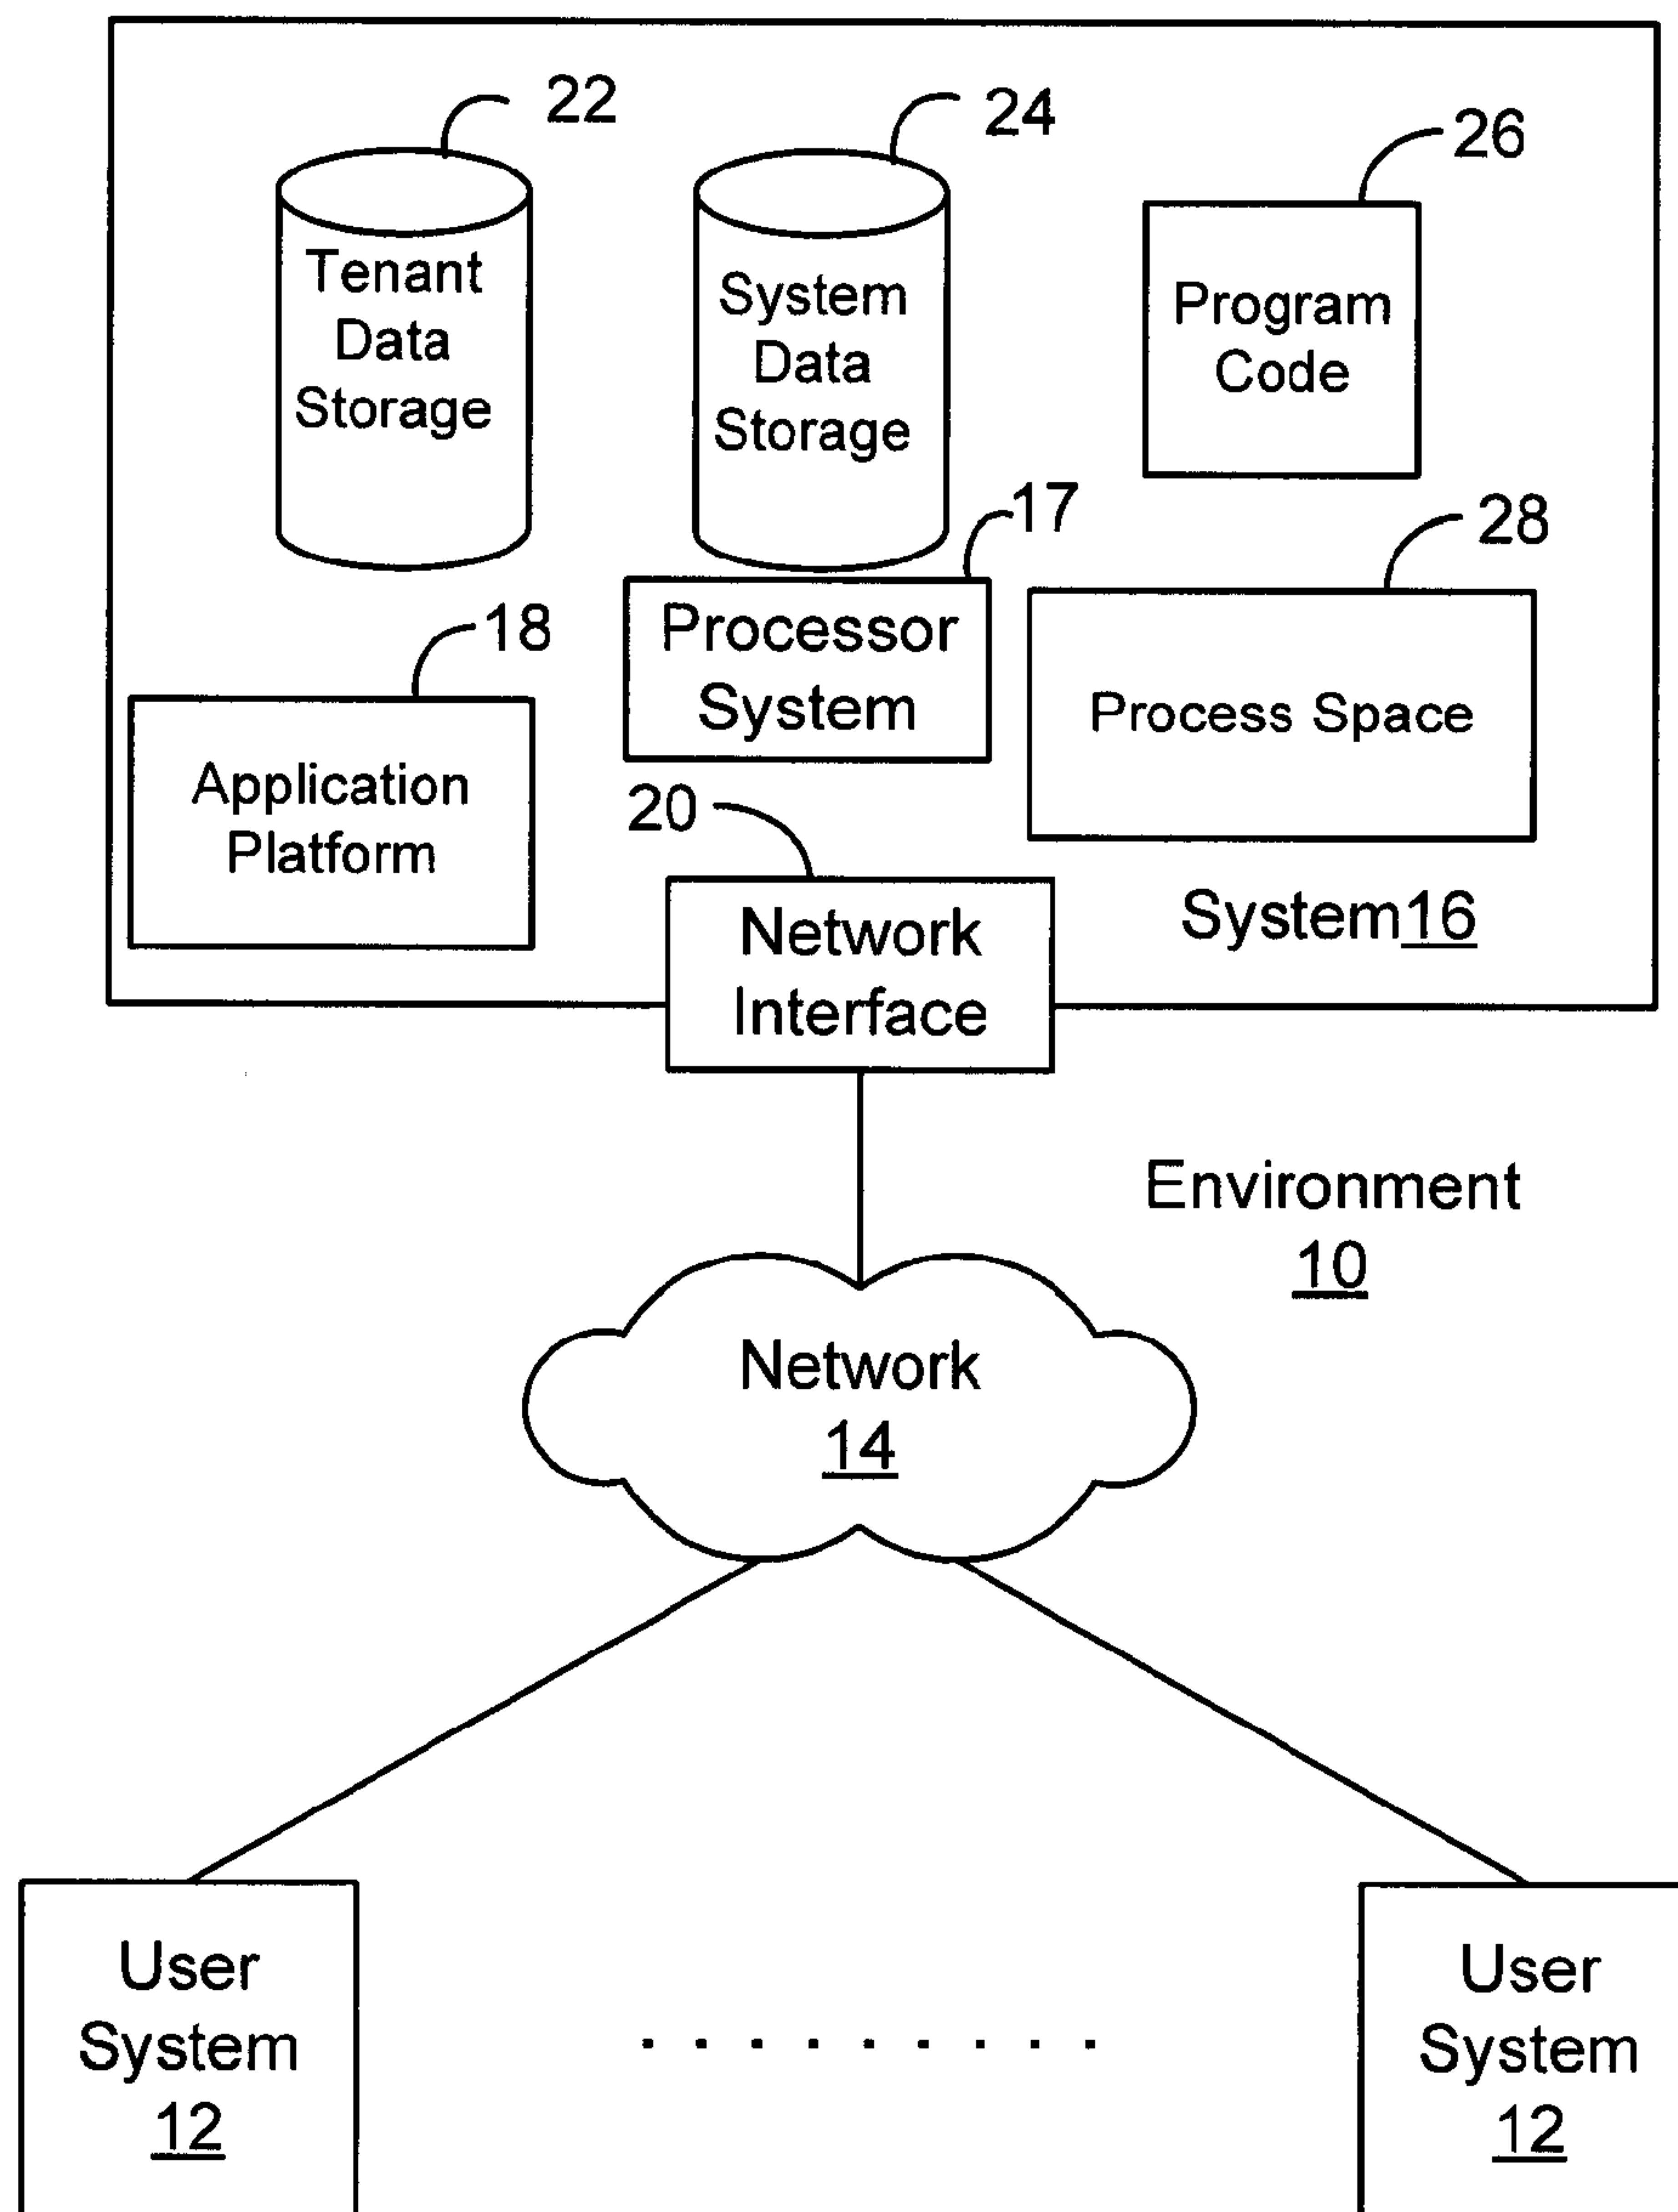 22
24
26
Tenant
Data
Storage
System
Data
Storage
Program
Code
17
28
18
Processor
System
Process Space
Application
Platform
20
System16
Network
Interface
Environment
10
Network
14
User
System
12
. . . . . . . . .
User
System
12